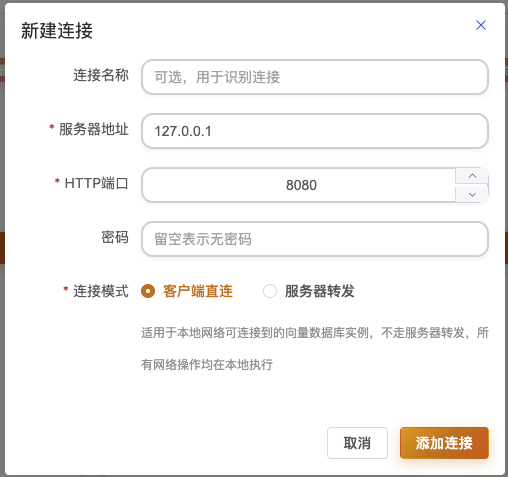 新建连接
连接名称 可选，用于识别连接
* 服务器地址 127.0.0.1
* HTTP端口 8080
密码 留空表示无密码
* 连接模式 客户端直连 服务器转发
适用于本地网络可连接到的向量数据库实例，不走服务器转发，所
有网络操作均在本地执行
取消 添加连接